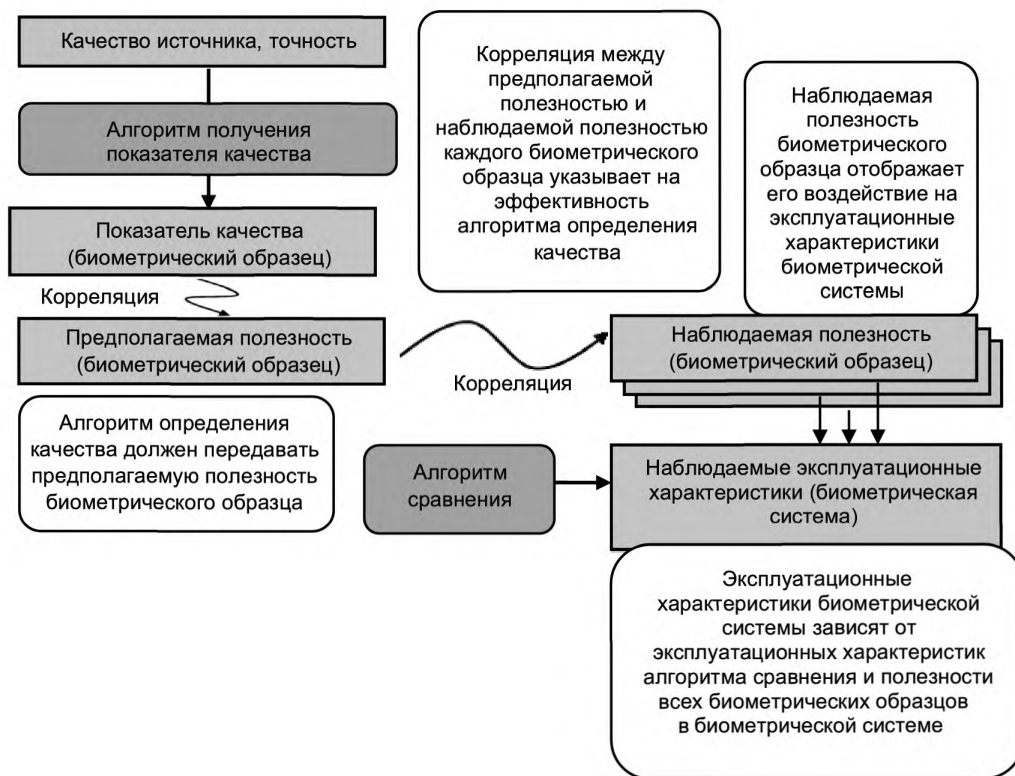 Качество источника, точность
Алгоритм получения
показателя качества
Показатель качества
(биометрический образец)
Корреляция
Предполагаемая полезность
(биометрический образец)
Алгоритм определения
качества должен передавать
предполагаемую полезность
биометрического образца
Корреляция между
предполагаемой
полезностью и
наблюдаемой полезностью
каждого биометрического
образца указывает на
эффективность
алгоритма определения
качества
Корреляция
Наблюдаемая
полезность
биометрического
образца отображает
его воздействие на
эксплуатационные
характеристики
биометрической
системы
Наблюдаемая полезность
(биометрический образец)
Алгоритм
сравнения
Наблюдаемые эксплуатационные
характеристики (биометрическая
система)
Эксплуатационные
характеристики биометрической
системы зависят от
эксплуатационных характеристик
алгоритма сравнения и полезности
всех биометрических образцов
в биометрической системе